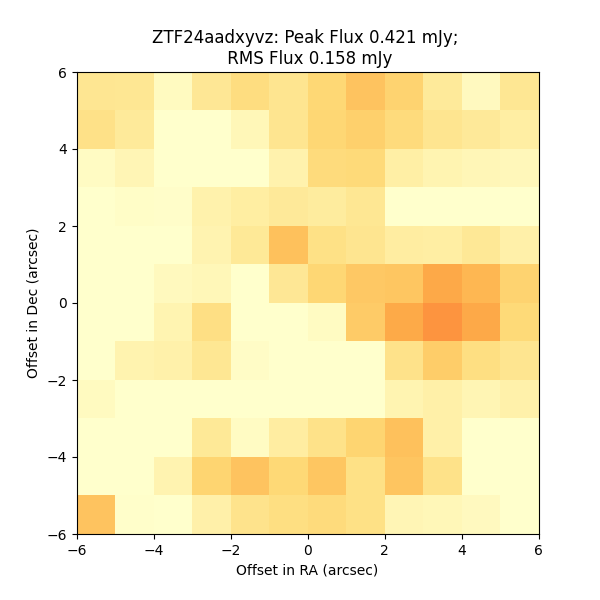 ZTF24aadxyvz: Peak Flux 0.421 mJy;
RMS Flux 0.158 mJy
6
4
2
0
−2
−4
−6
Offset in Dec (arcsec)
−6 −4 −2 0 2 4 6
Offset in RA (arcsec)